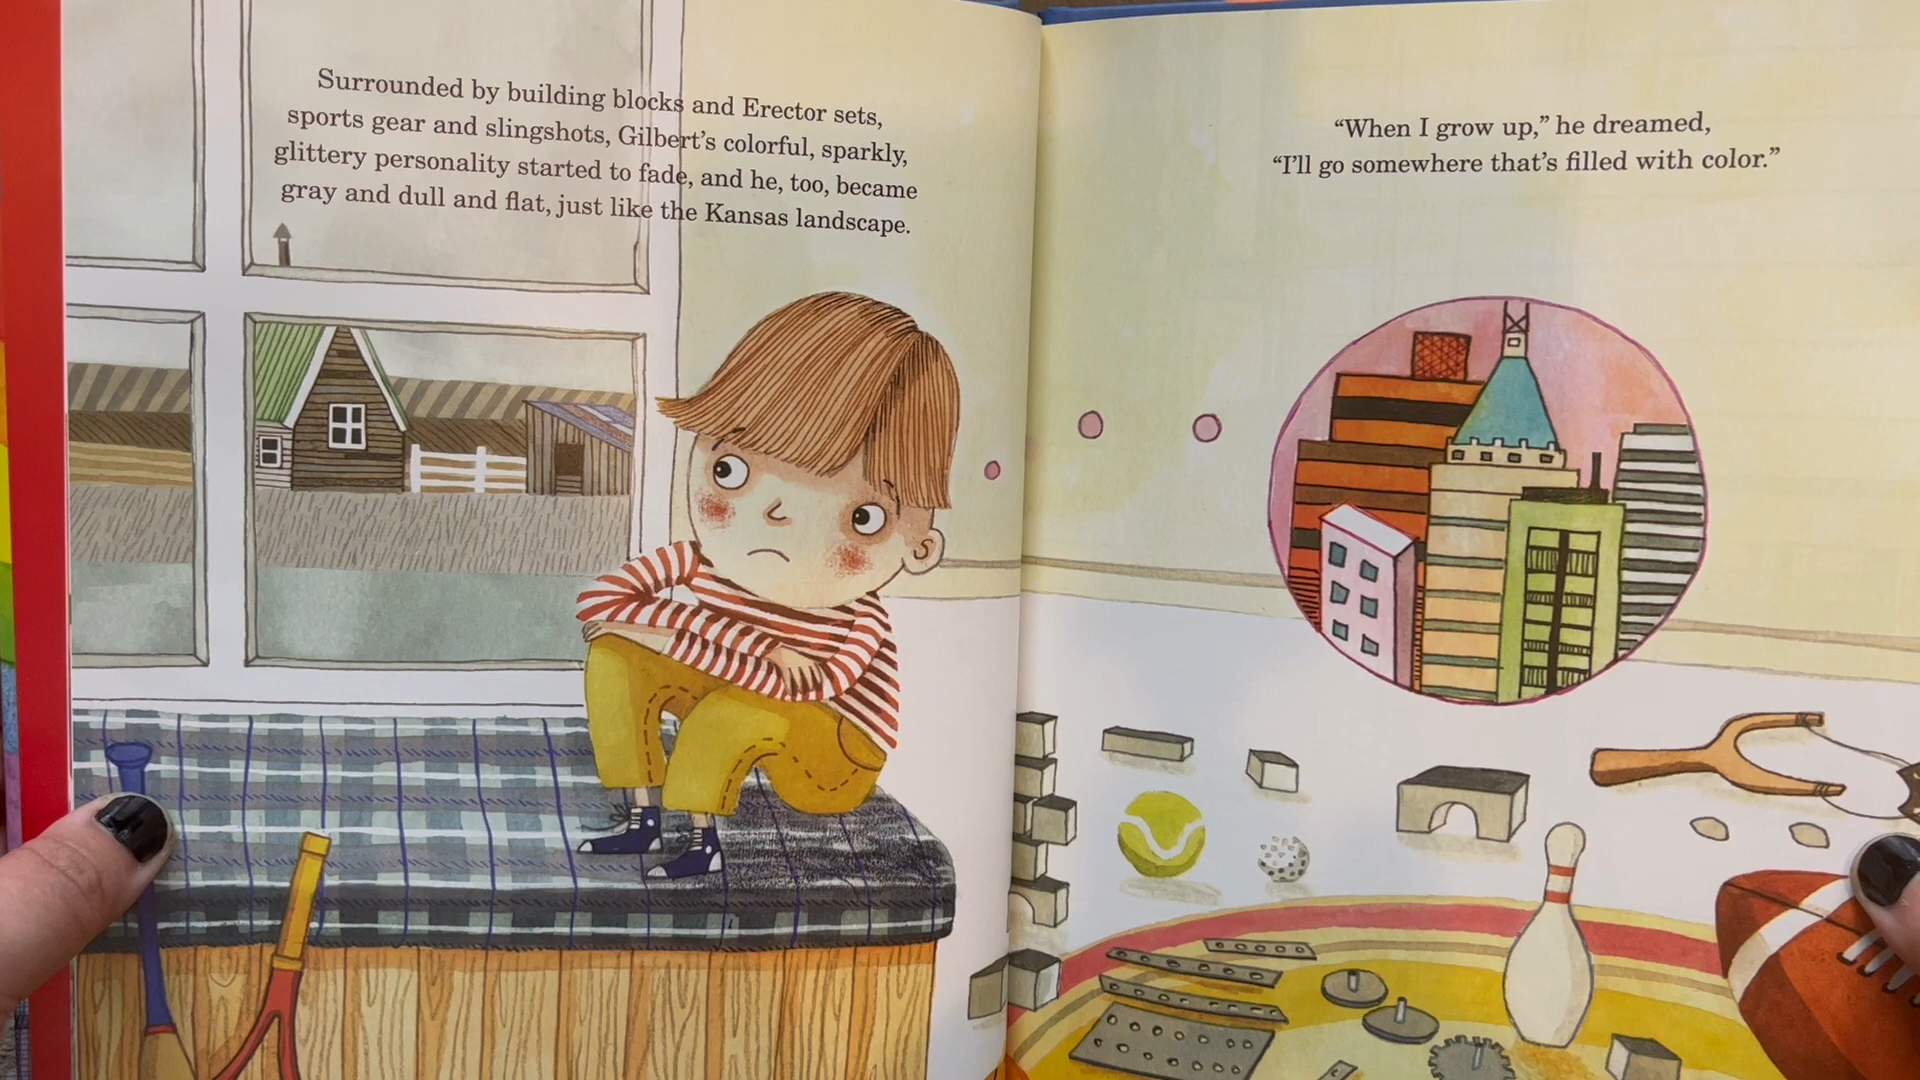 Surrounded by building blocks and Erector sets,
sports gear and slingshots, Gilbert’s colorful, sparkly,
glittery personality started to fade, and he, too, became
gray and dull and flat, just like the Kansas landscape.
“When I grow up,” he dreamed,
“I’ll go somewhere that’s filled with color.”